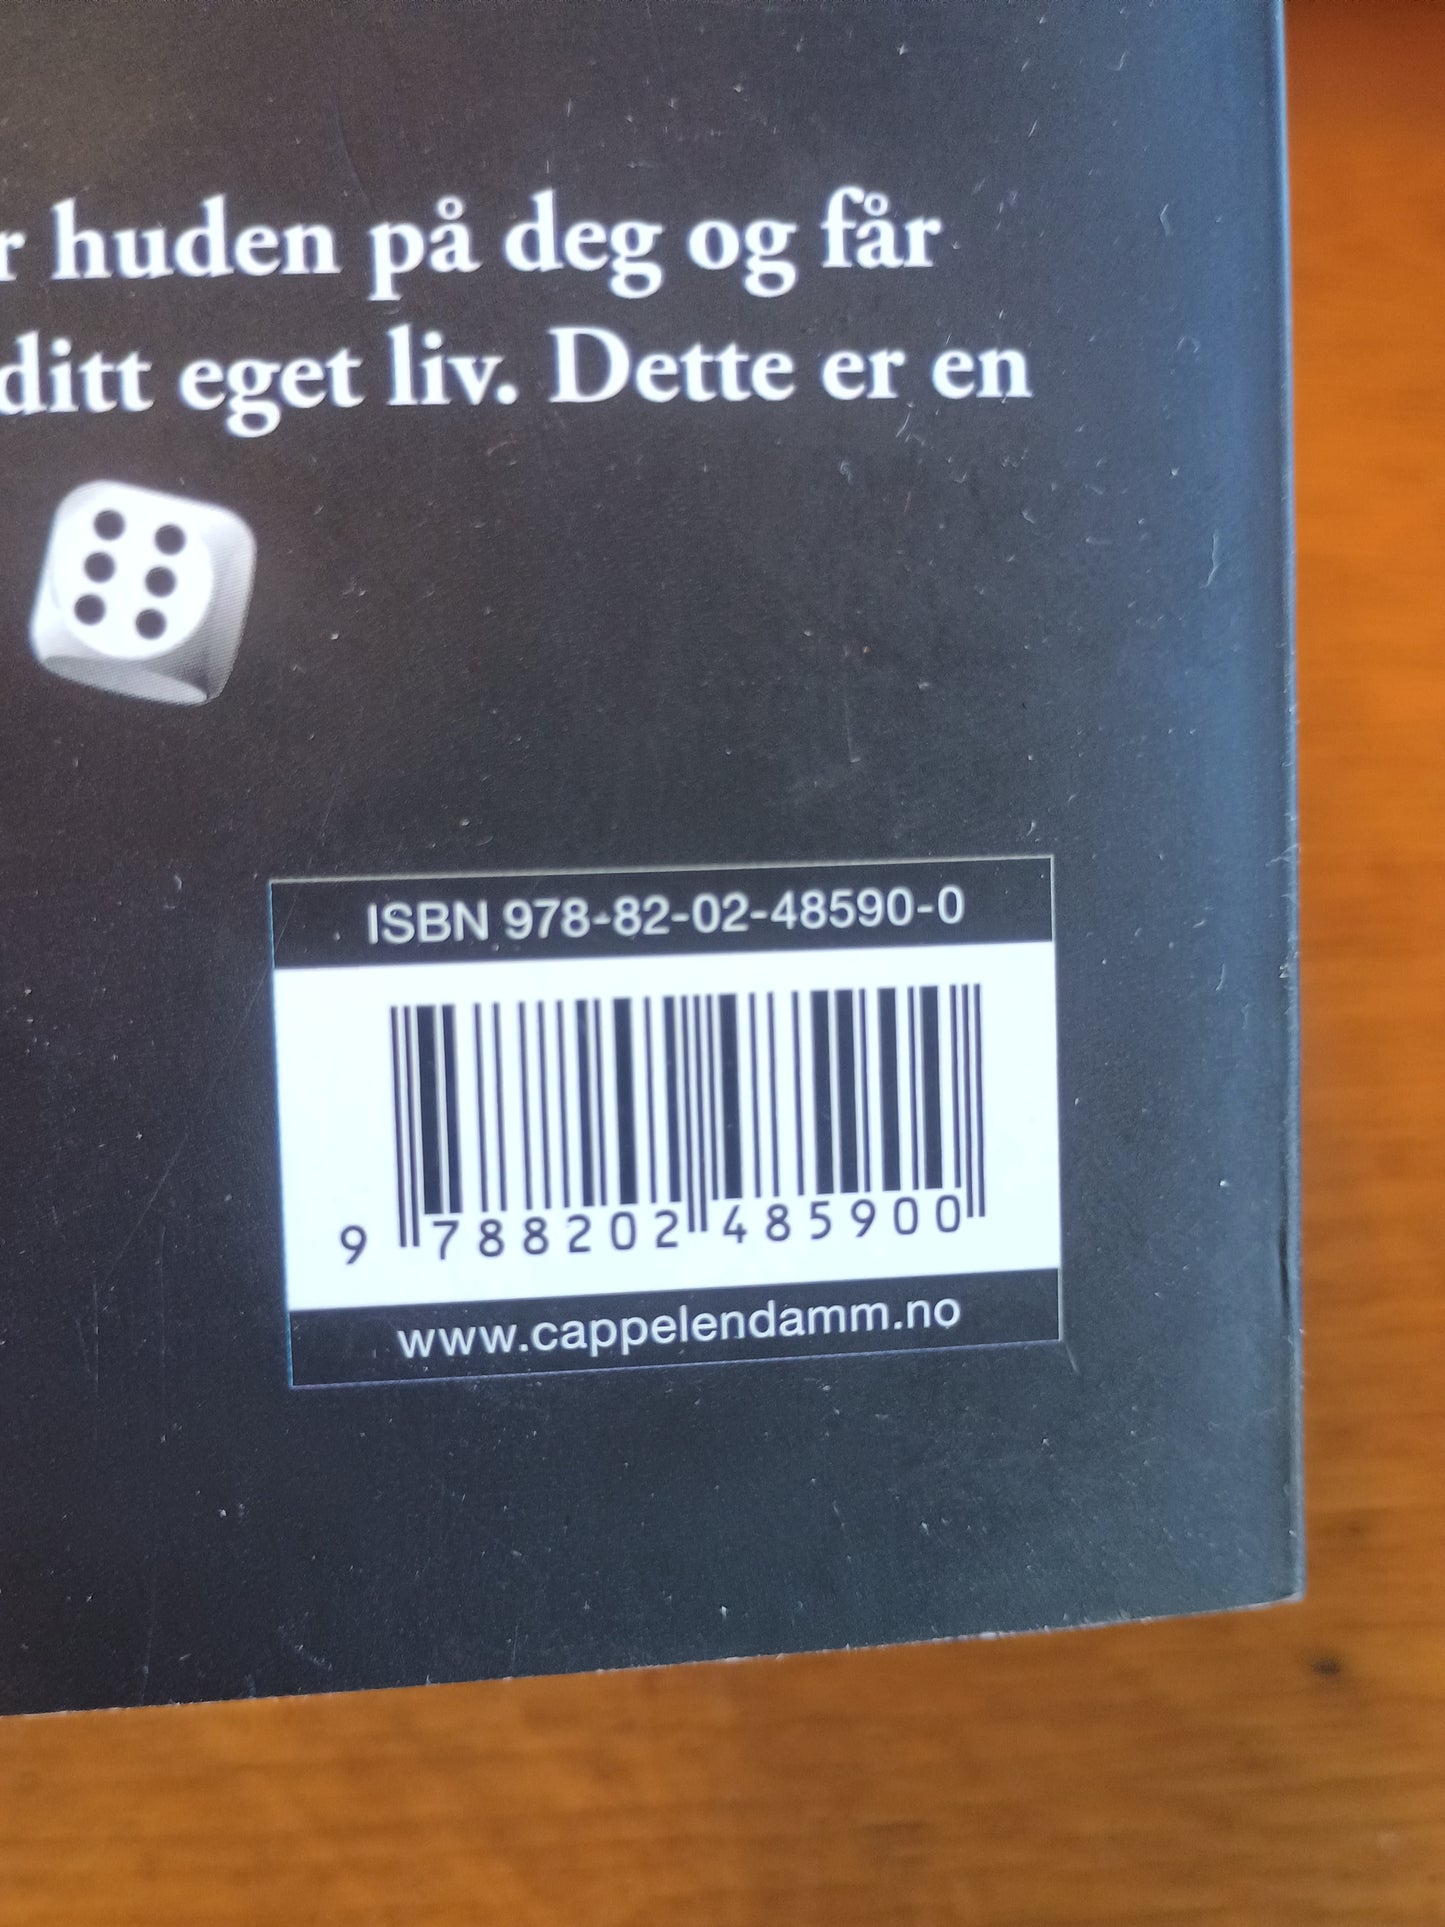 r huden på deg og får
ditt eget liv. Dette er en
ISBN 978-82-02-48590-0
9 788202 485900
www.cappelendamm.no